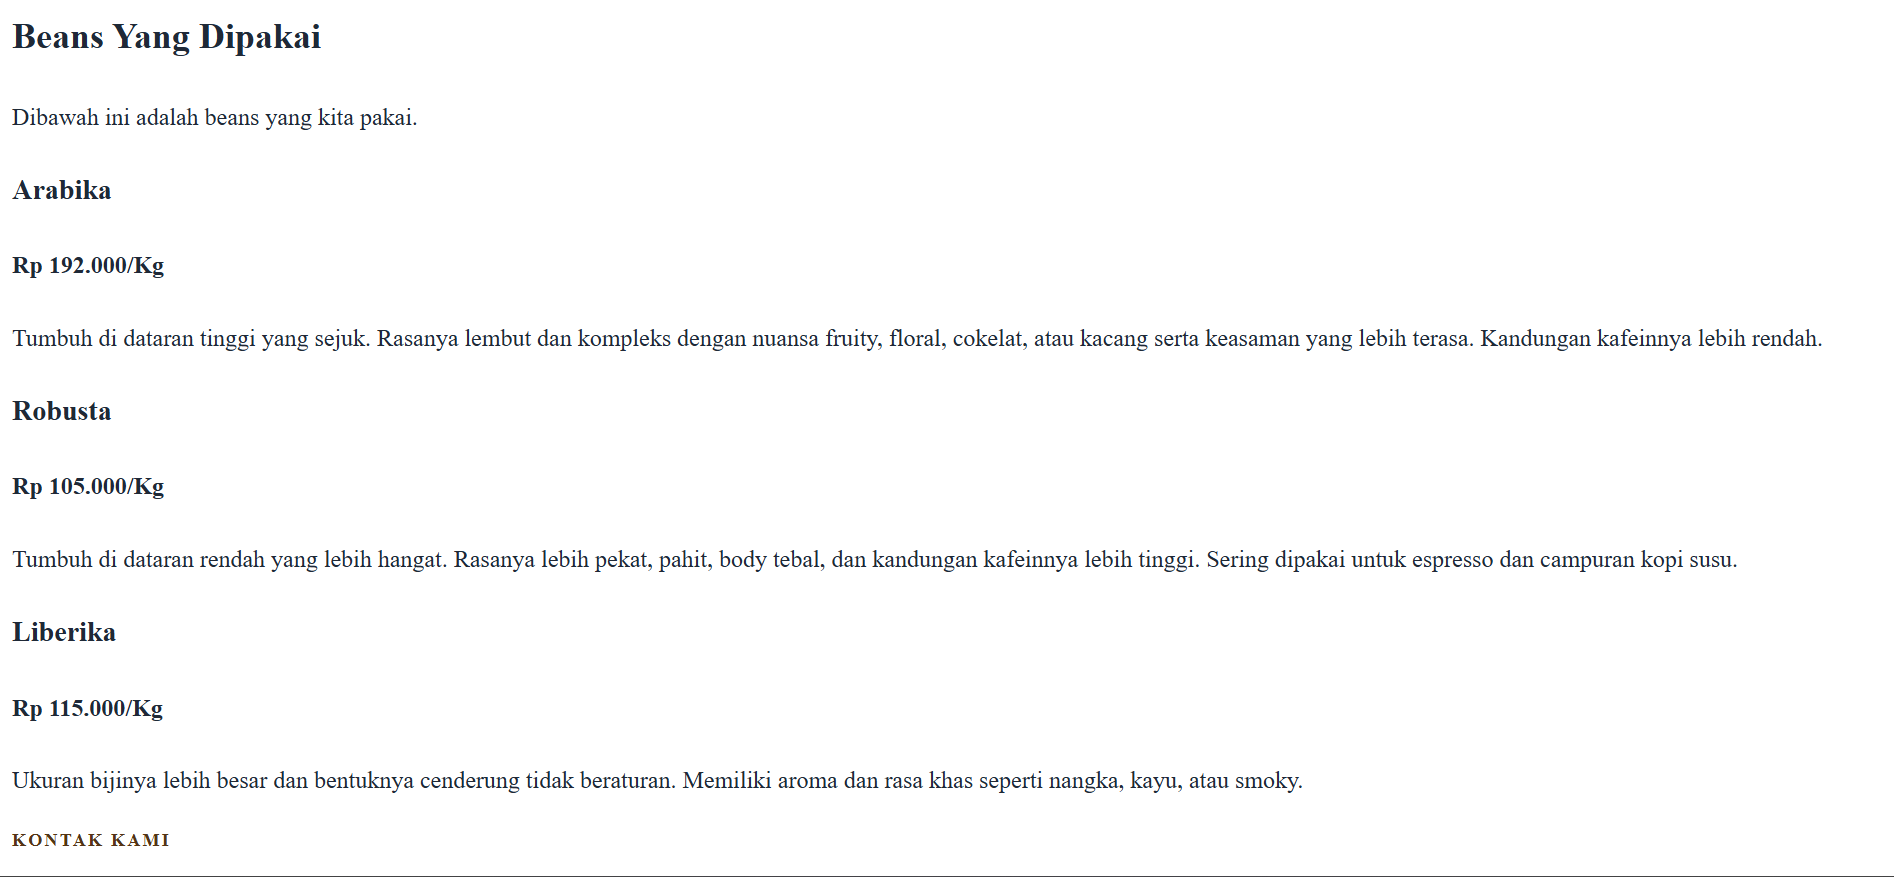 Beans Yang Dipakai
Dibawah ini adalah beans yang kita pakai.
Arabika
Rp 192.000/Kg
Tumbuh di dataran tinggi yang sejuk. Rasanya lembut dan kompleks dengan nuansa fruity, floral, cokelat, atau kacang serta keasaman yang lebih terasa. Kandungan kafeinnya lebih rendah.
Robusta
Rp 105.000/Kg
Tumbuh di dataran rendah yang lebih hangat. Rasanya lebih pekat, pahit, body tebal, dan kandungan kafeinnya lebih tinggi. Sering dipakai untuk espresso dan campuran kopi susu.
Liberika
Rp 115.000/Kg
Ukuran bijinya lebih besar dan bentuknya cenderung tidak beraturan. Memiliki aroma dan rasa khas seperti nangka, kayu, atau smoky.
KONTAK KAMI